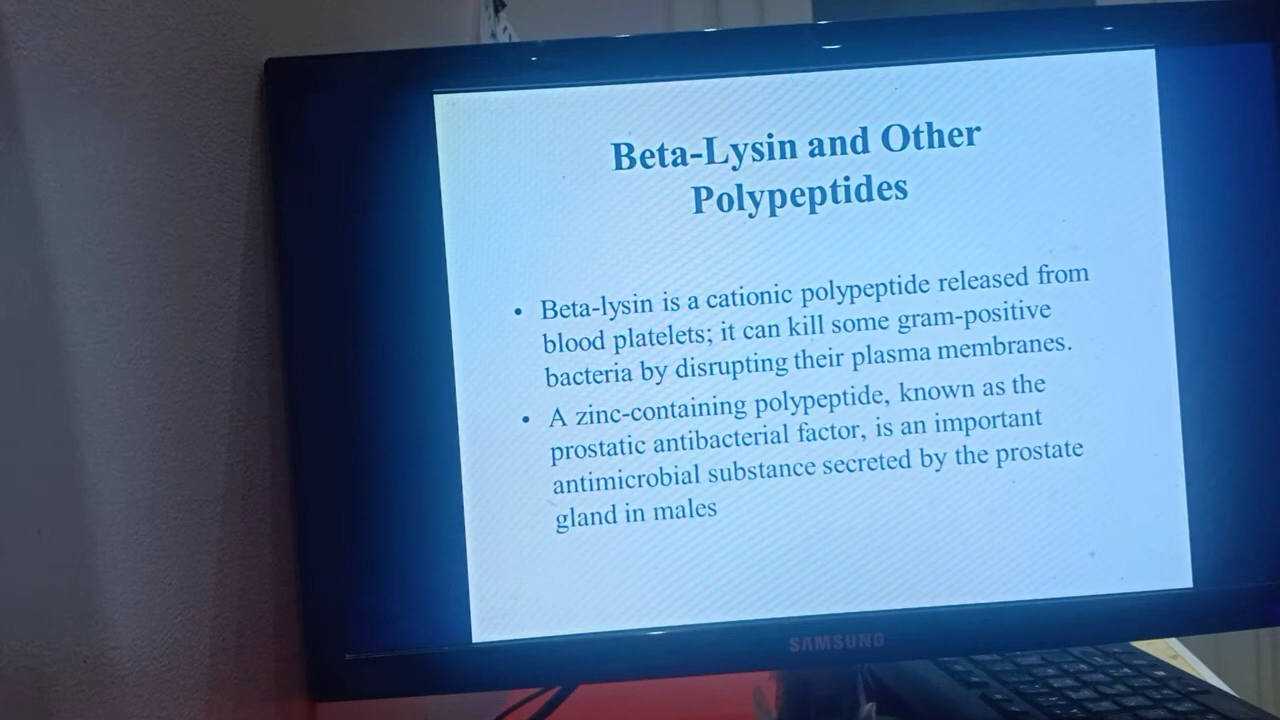 Beta-Lysin and Other
Polypeptides
• Beta-lysin is a cationic polypeptide released from
blood platelets; it can kill some gram-positive
bacteria by disrupting their plasma membranes.
• A zinc-containing polypeptide, known as the
prostatic antibacterial factor, is an important
antimicrobial substance secreted by the prostate
gland in males
SAMSUNG